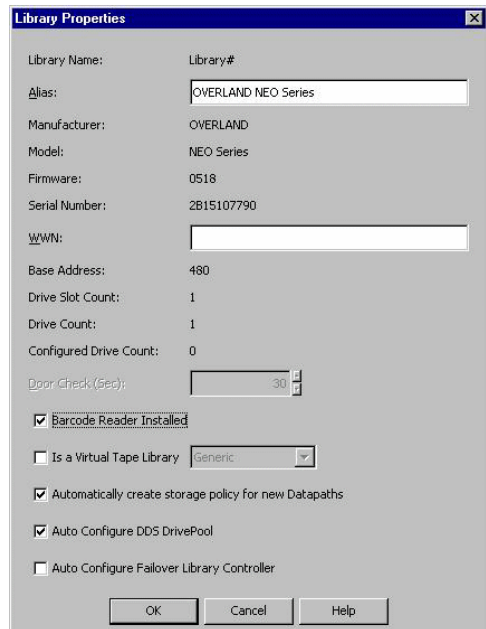 Library Properties
Library Name: Library#
Alias: OVERLAND NEO Series
Manufacturer: OVERLAND
Model: NEO Series
Firmware: 0518
Serial Number: 2B15107790
WWN:
Base Address: 480
Drive Slot Count: 1
Drive Count: 1
Configured Drive Count: 0
Door Check (Sec): 30
Barcode Reader Installed
Is a Virtual Tape Library Generic
Automatically create storage policy for new Datapaths
Auto Configure DDS DrivePool
Auto Configure Failover Library Controller
OK Cancel Help